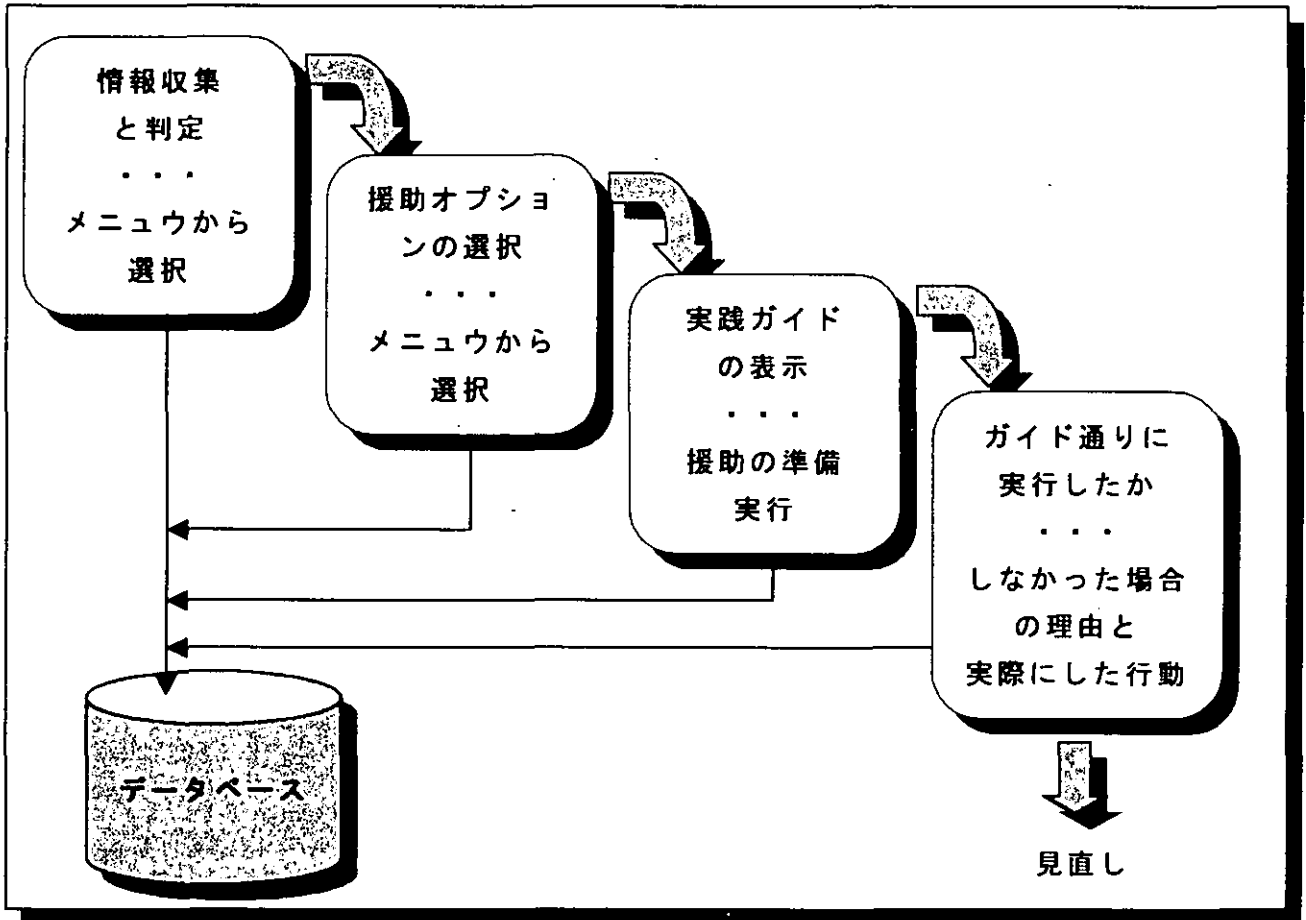 情報収集
と判定
・・・
メニュウから
選択
援助オプショ
ンの選択
・・・
メニュウから
選択
実践ガイド
の表示
・・・
援助の準備
実行
ガイド通りに
実行したか
・・・
しなかった場合
の理由と
実際にした行動
データベース
見直し